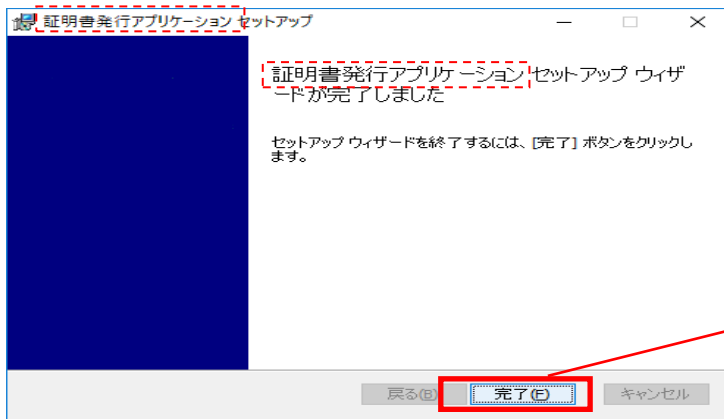 証明書発行アプリケーション セットアップ
証明書発行アプリケーション セットアップ ウィザ
ードが完了しました
セットアップ ウィザードを終了するには、[完了] ボタンをクリックし
ます。
戻る(B) 完了(F) キャンセル